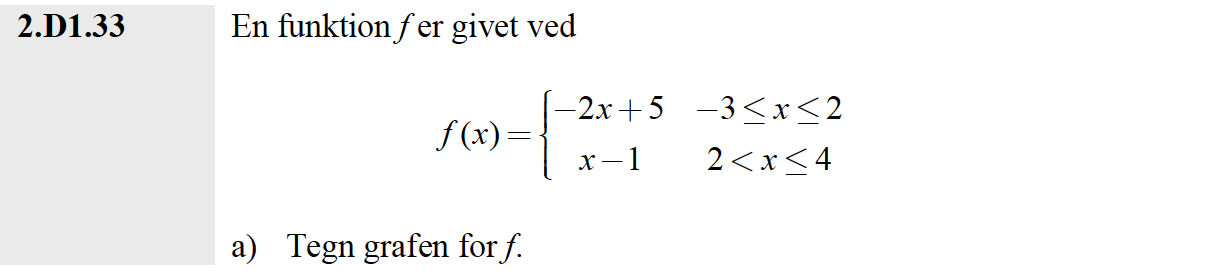 2.D1.33 En funktion f er givet ved
f(x) = { −2x + 5   −3 ≤ x ≤ 2
x − 1   2 < x ≤ 4
a) Tegn grafen for f.